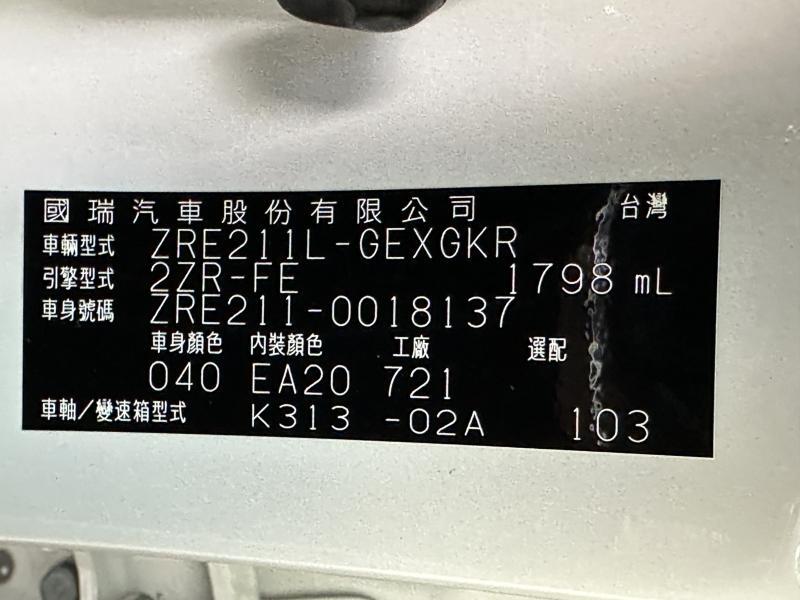 國瑞汽車股份有限公司 台灣
車輛型式 ZRE211L-GEXGKR
引擎型式 2ZR-FE 1798 mL
車身號碼 ZRE211-0018137
車身顏色 內裝顏色 工廠 選配
040 EA20 721
車軸/變速箱型式 K313 -02A 103